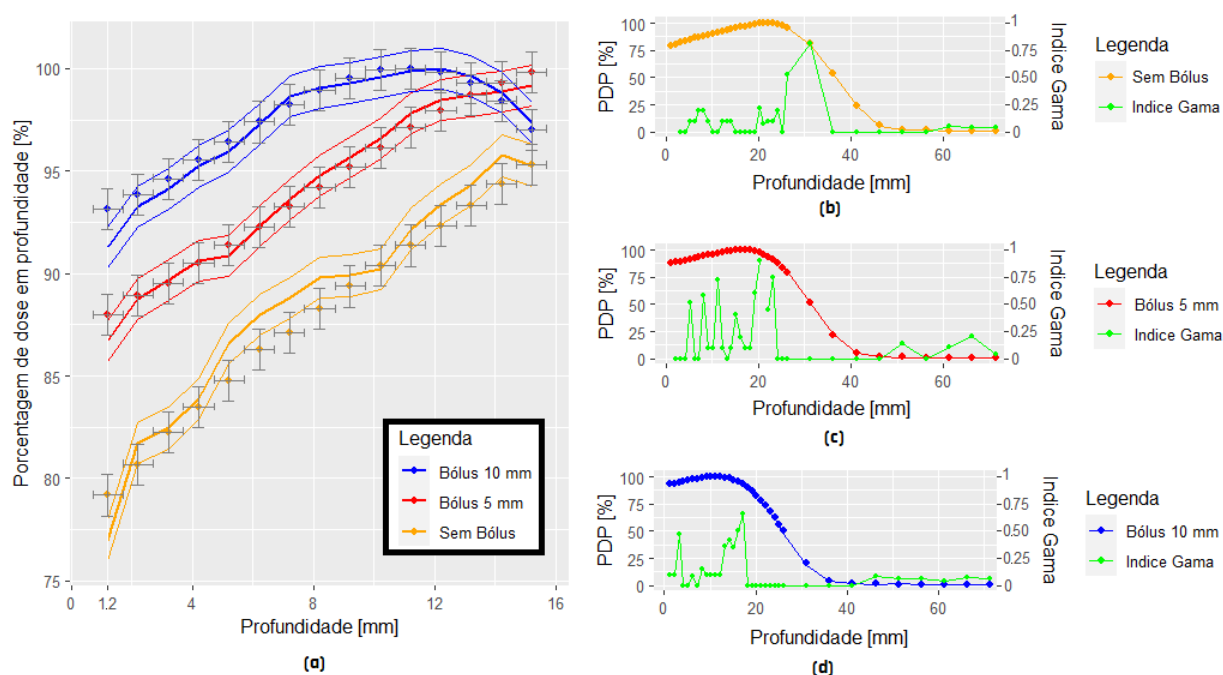 Porcentagem de dose em profundidade [%]
100
95
90
85
80
75
0 1.2 4 8 12 16
Profundidade [mm]
Legenda
Bólus 10 mm
Bólus 5 mm
Sem Bólus
(a)
PDP [%]
100
75
50
25
0
1
0.75
0.50
0.25
0
Indice Gama
0 20 40 60
Profundidade [mm]
Legenda
Sem Bólus
Indice Gama
(b)
PDP [%]
100
75
50
25
0
1
0.75
0.50
0.25
0
Indice Gama
0 20 40 60
Profundidade [mm]
Legenda
Bólus 5 mm
Indice Gama
(c)
PDP [%]
100
75
50
25
0
1
0.75
0.50
0.25
0
Indice Gama
0 20 40 60
Profundidade [mm]
Legenda
Bólus 10 mm
Indice Gama
(d)